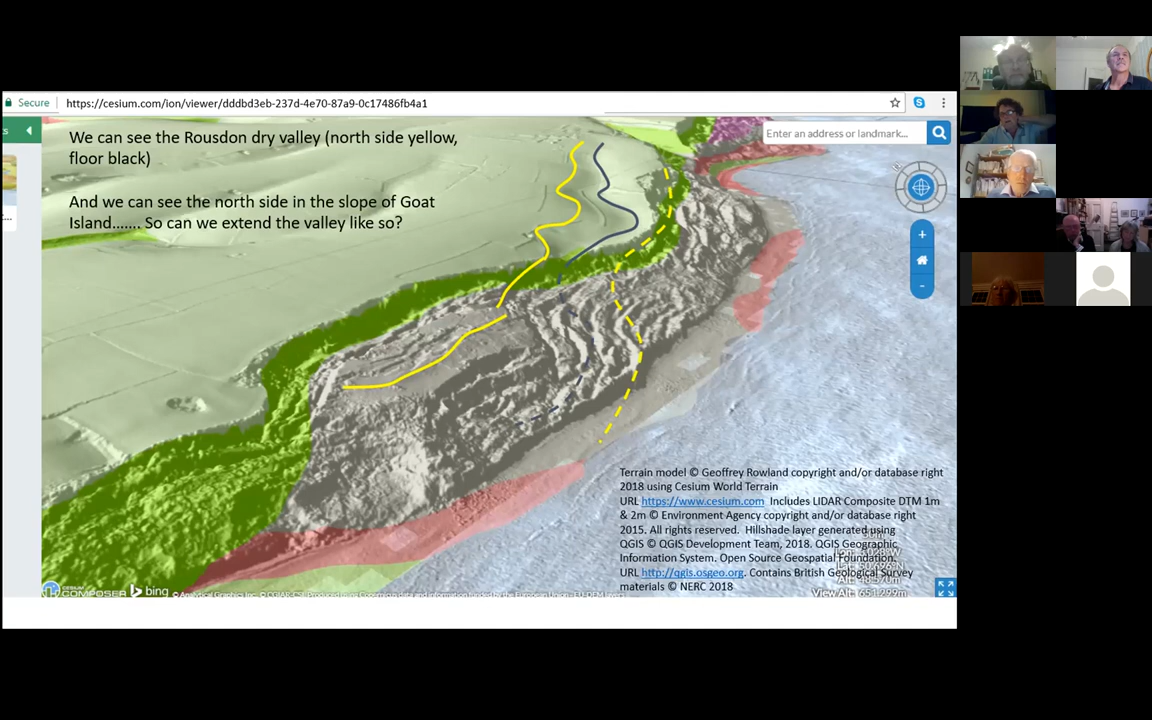 Secure
https://cesium.com/ion/viewer/dddbd3eb-237d-4e70-87a9-0c17486fb4a1
We can see the Rousdon dry valley (north side yellow,
floor black)
Enter an address or landmark...
And we can see the north side in the slope of Goat
Island....... So can we extend the valley like so?
Terrain model © Geoffrey Rowland copyright and/or database right
2018 using Cesium World Terrain
URL https://www.cesium.com Includes LIDAR Composite DTM 1m
& 2m © Environment Agency copyright and/or database right
2015. All rights reserved. Hillshade layer generated using
QGIS © QGIS Development Team, 2018. QGIS Geographic
Information System. Open Source Geospatial Foundation.
URL http://qgis.osgeo.org. Contains British Geological Survey
materials © NERC 2018
COMPOSER bing
View Alt: 651.299m